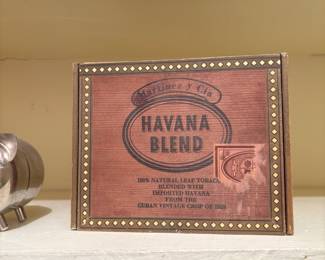 Martinez y Cia
HAVANA
BLEND
100% NATURAL LEAF TOBACCO
BLENDED WITH
IMPORTED HAVANA
FROM THE
CUBAN VINTAGE CROP OF 1959